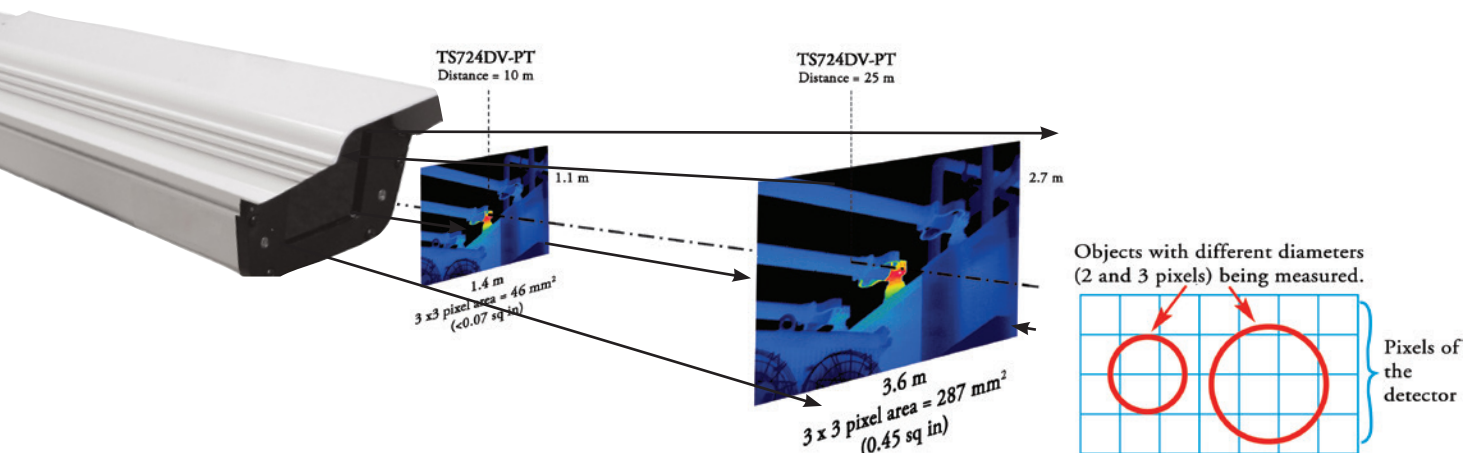 TS724DV-PT
Distance = 10 m
1.1 m
1.4 m
3 x3 pixel area = 46 mm²
(<0.07 sq in)
TS724DV-PT
Distance = 25 m
2.7 m
3.6 m
3 x 3 pixel area = 287 mm²
(0.45 sq in)
Objects with different diameters
(2 and 3 pixels) being measured.
Pixels of
the
detector